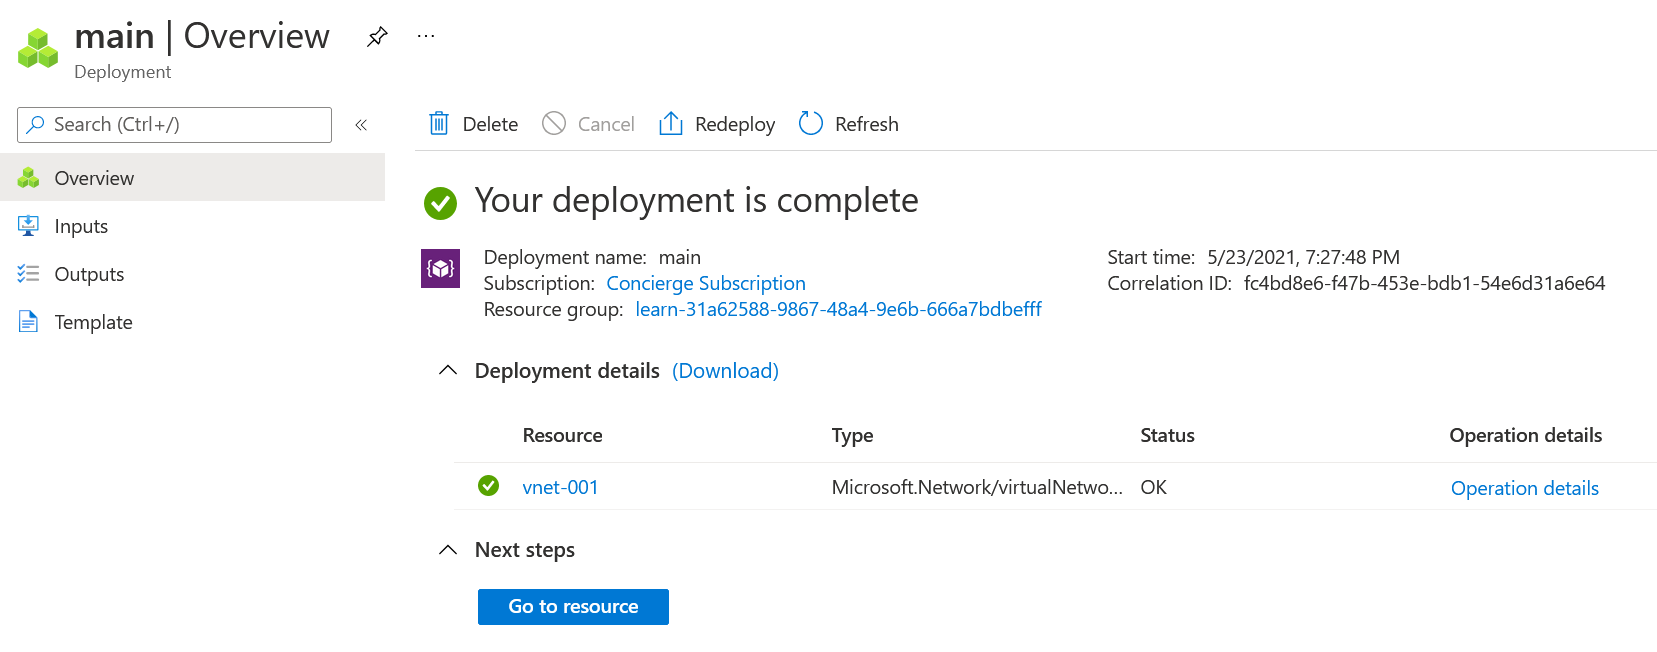 main | Overview
...
Deployment
Search (Ctrl+/)
«
Overview
Inputs
Outputs
Template
Delete
Cancel
Redeploy
Refresh
Your deployment is complete
Deployment name: main
Subscription: Concierge Subscription
Resource group: learn-31a62588-9867-48a4-9e6b-666a7bdbefff
Start time: 5/23/2021, 7:27:48 PM
Correlation ID: fc4bd8e6-f47b-453e-bdb1-54e6d31a6e64
Deployment details (Download)
Resource Type Status Operation details
vnet-001 Microsoft.Network/virtualNetwo... OK Operation details
Next steps
Go to resource